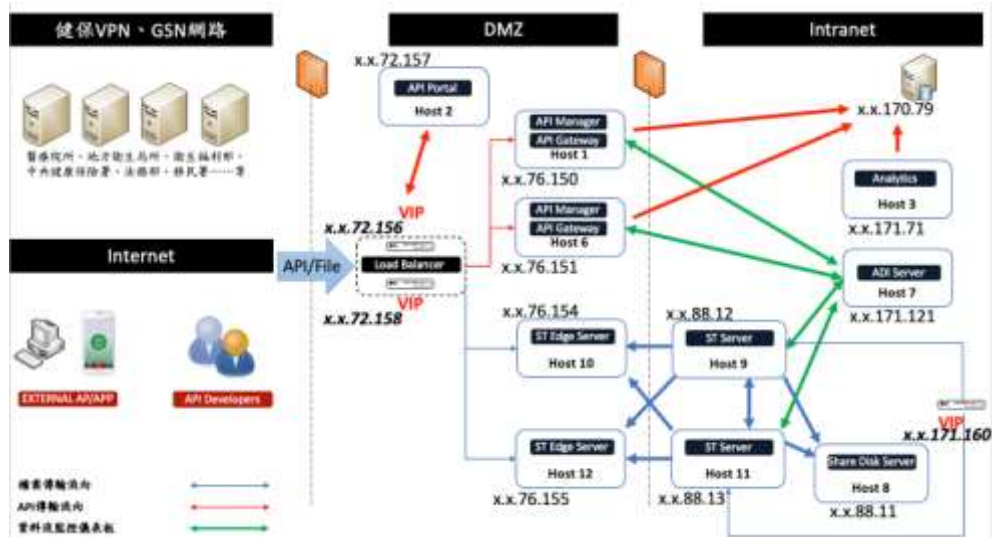 健保VPN、GSN網路
醫療院所、地方衛生局所、衛生福利部、
中央健康保險署、法務部、移民署……等
Internet
EXTERNAL AP/APP
API Developers
檔案傳輸流向
API傳輸流向
資料流監控儀表板
API/File
DMZ
x.x.72.157
API Portal
Host 2
VIP
x.x.72.156
Load Balancer
VIP
x.x.72.158
API Manager
API Gateway
Host 1
x.x.76.150
API Manager
API Gateway
Host 6
x.x.76.151
x.x.76.154
ST Edge Server
Host 10
ST Edge Server
Host 12
x.x.76.155
Intranet
x.x.170.79
Analytics
Host 3
x.x.171.71
ADI Server
Host 7
x.x.171.121
x.x.88.12
ST Server
Host 9
ST Server
Host 11
x.x.88.13
VIP
x.x.171.160
Share Disk Server
Host 8
x.x.88.11